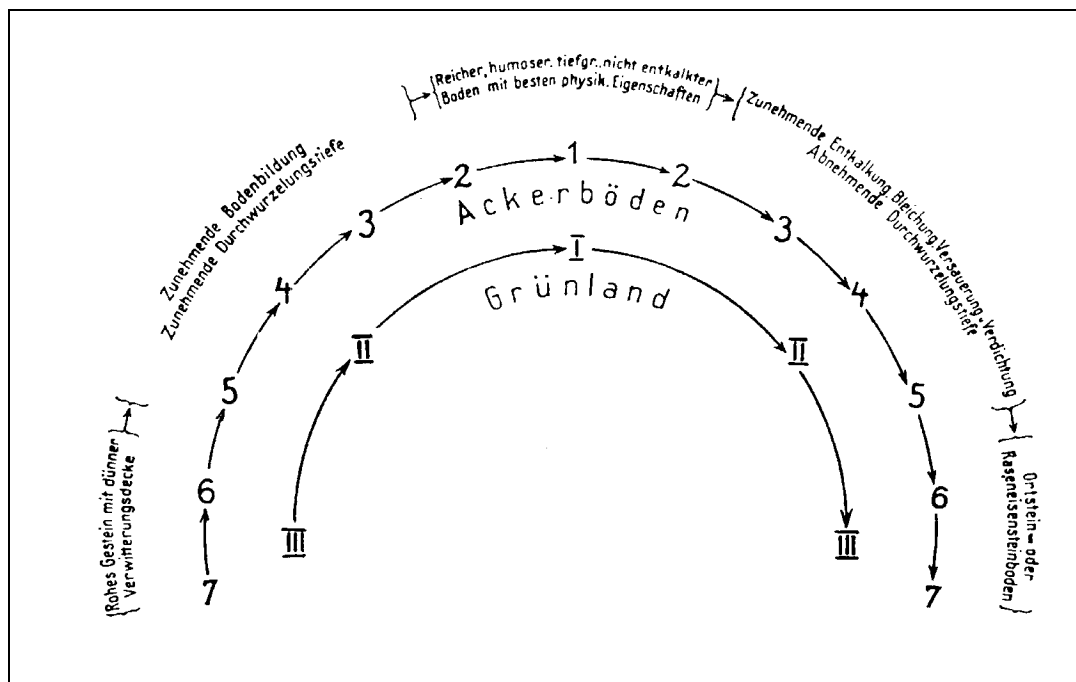 {Rohes Gestein mit dünner
Verwitterungsdecke}
Zunehmende Bodenbildung
Zunehmende Durchwurzelungstiefe
{Reicher, humoser, tiefgr., nicht entkalkter
Boden mit besten physik. Eigenschaften}
{Zunehmende Entkalkung, Bleichung, Versauerung, Verdichtung}
Abnehmende Durchwurzelungstiefe
{Ortstein- oder
Raseneisensteinboden}
7 6 5 4 3 2 1 2 3 4 5 6 7
Ackerböden
III II I II III
Grünland